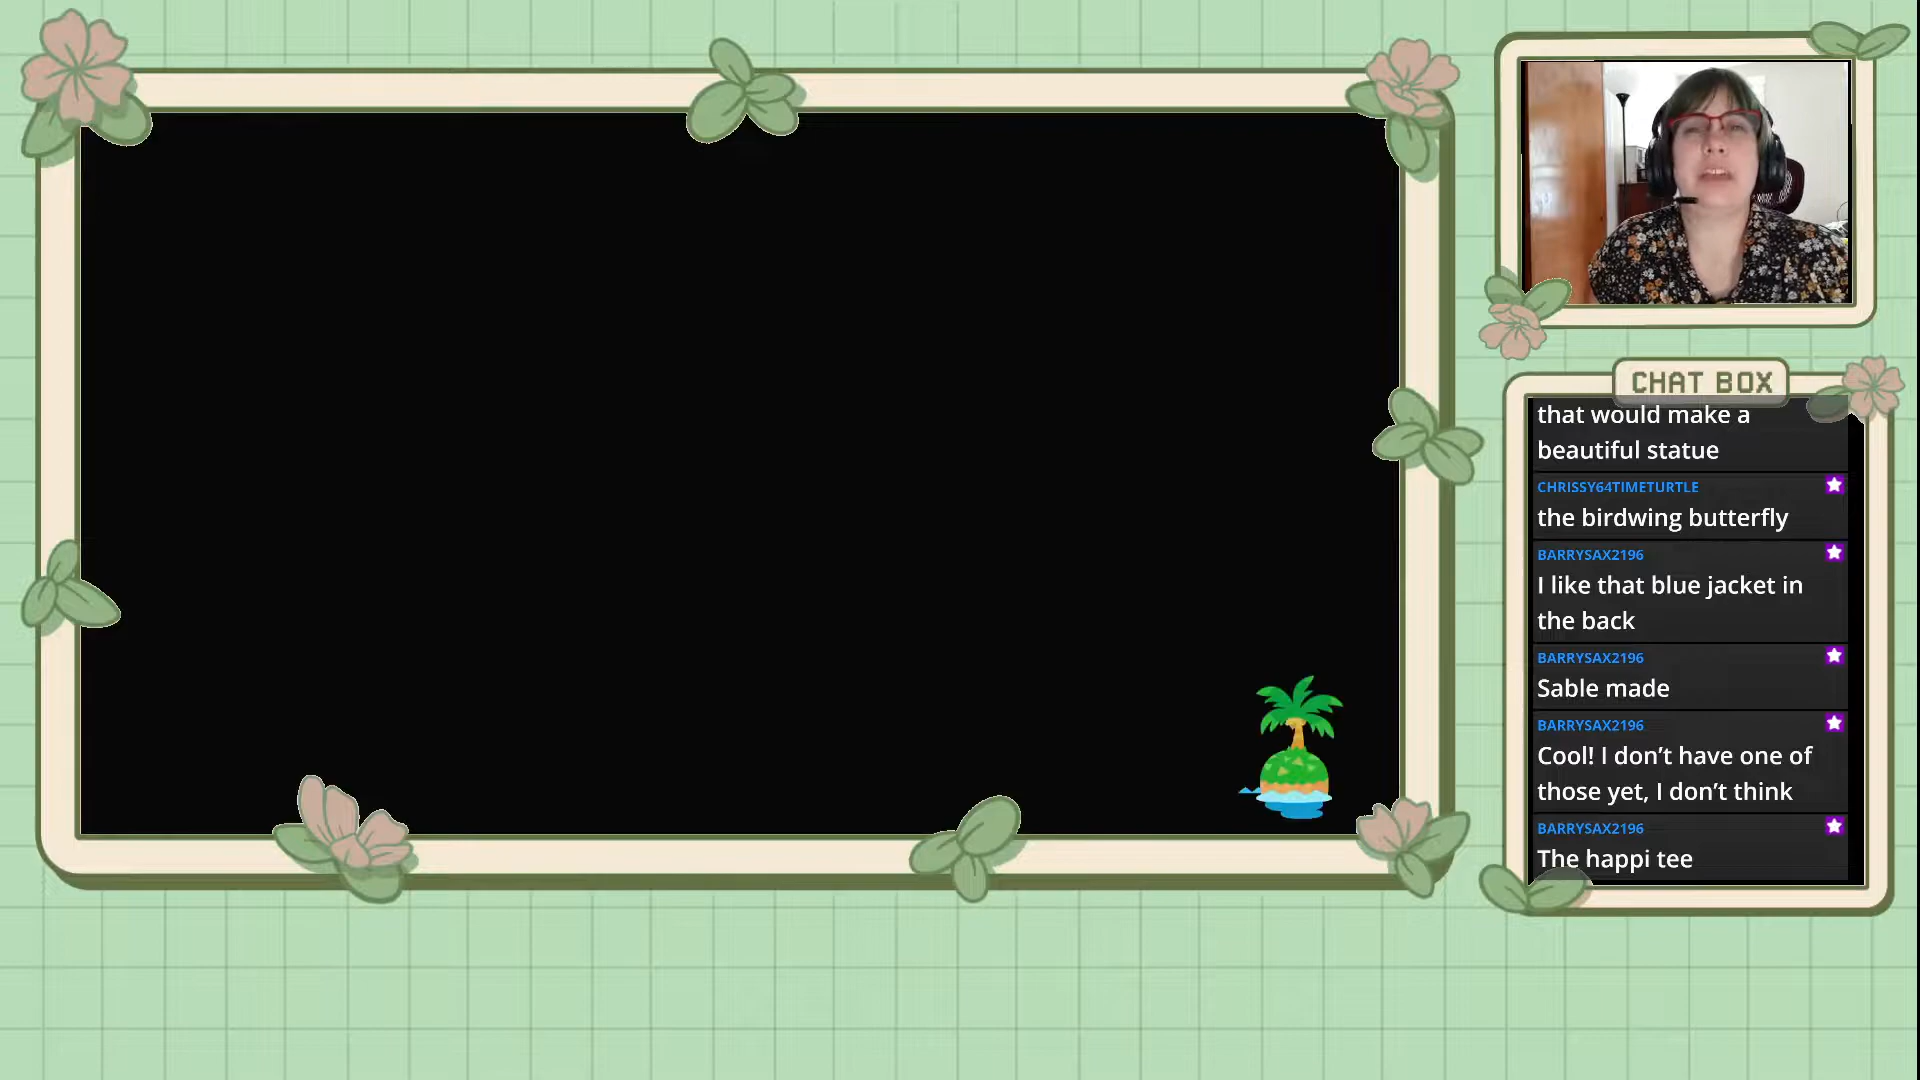 CHAT BOX
that would make a
beautiful statue
CHRISSY64TIMETURTLE
the birdwing butterfly
BARRYSAX2196
I like that blue jacket in
the back
BARRYSAX2196
Sable made
BARRYSAX2196
Cool! I don’t have one of
those yet, I don’t think
BARRYSAX2196
The happi tee